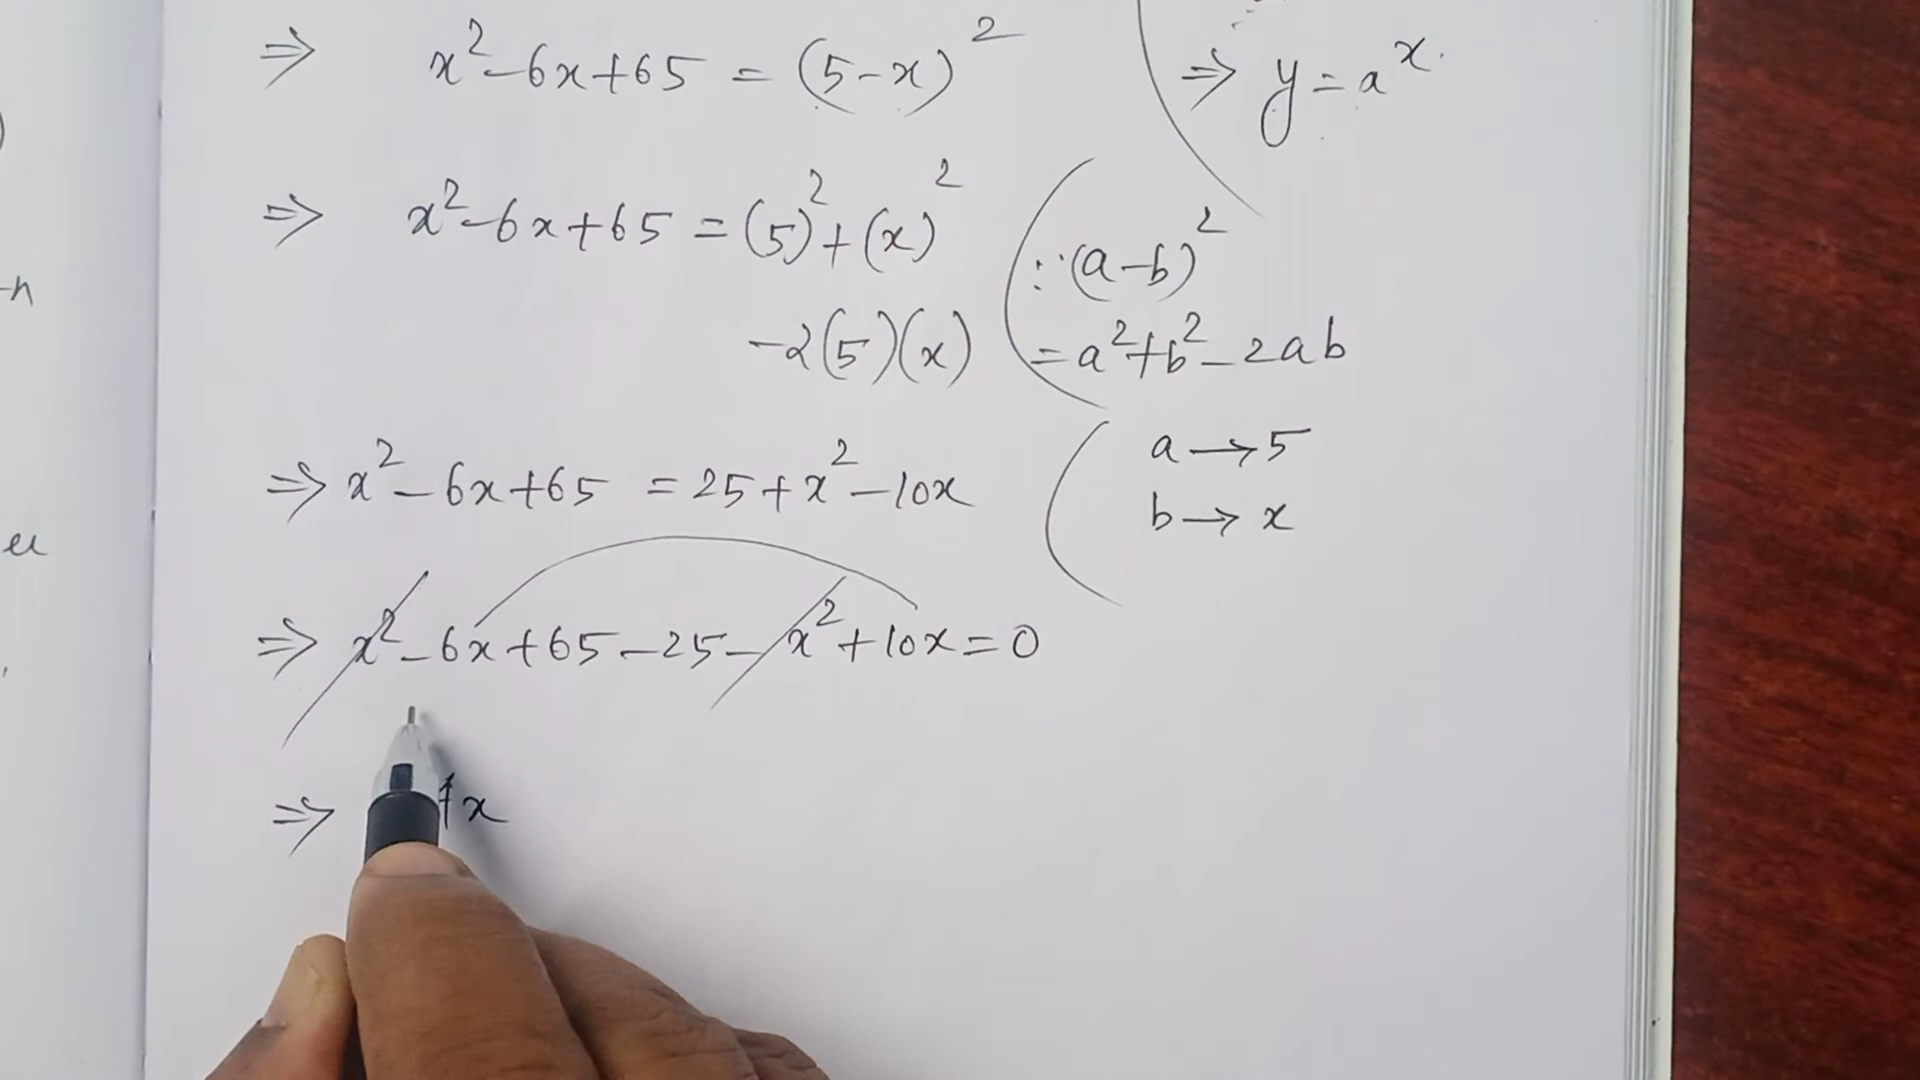 ⇒ x²-6x+65 = (5-x)²
⇒ y = aˣ.
⇒ x²-6x+65 = (5)²+(x)²
-2(5)(x)
∵ (a-b)²
= a²+b²-2ab
a → 5
b → x
⇒ x²-6x+65 = 25+x²-10x
⇒ x²-6x+65-25-x²+10x=0
⇒ x
-n